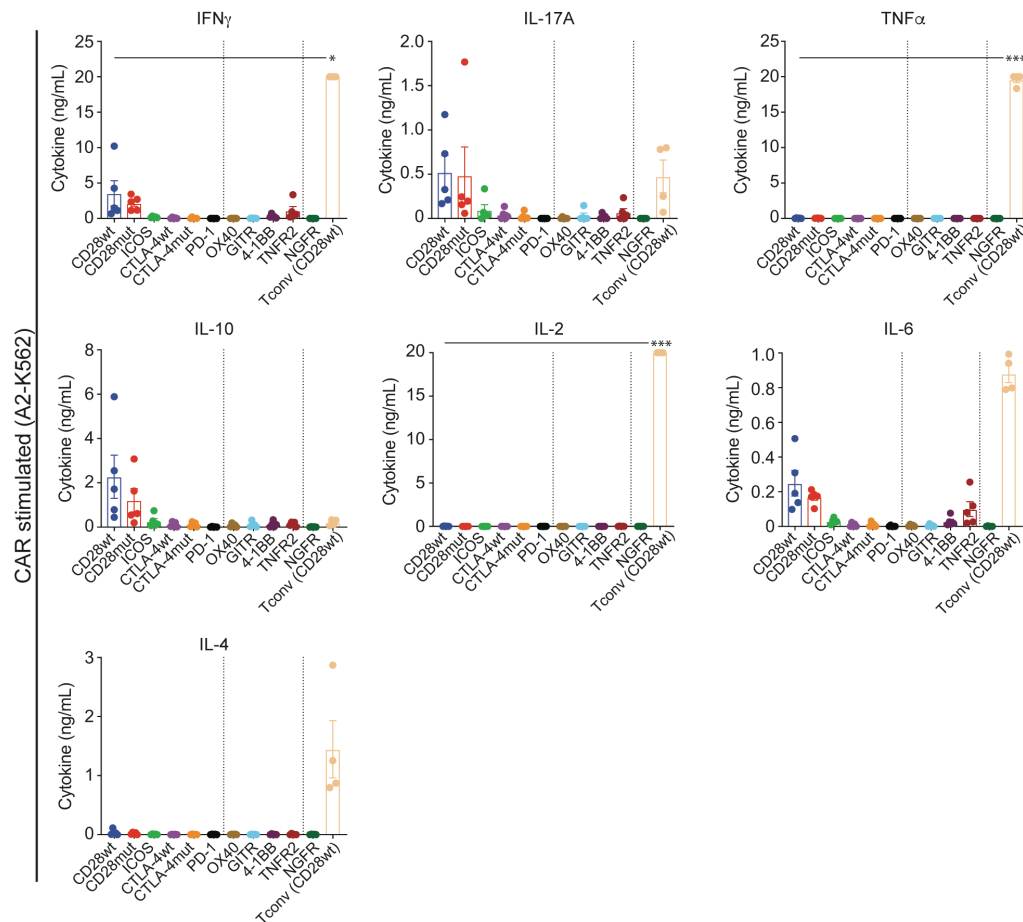 CAR stimulated (A2-K562)
IFNγ
Cytokine (ng/mL)
25
20
15
10
5
0
*
CD28wt
CD28mut
ICOS
CTLA-4wt
CTLA-4mut
PD-1
OX40
GITR
4-1BB
TNFR2
NGFR
Tconv (CD28wt)
IL-17A
Cytokine (ng/mL)
2.0
1.5
1.0
0.5
0.0
CD28wt
CD28mut
ICOS
CTLA-4wt
CTLA-4mut
PD-1
OX40
GITR
4-1BB
TNFR2
NGFR
Tconv (CD28wt)
TNFα
Cytokine (ng/mL)
25
20
15
10
5
0
***
CD28wt
CD28mut
ICOS
CTLA-4wt
CTLA-4mut
PD-1
OX40
GITR
4-1BB
TNFR2
NGFR
Tconv (CD28wt)
IL-10
Cytokine (ng/mL)
8
6
4
2
0
CD28wt
CD28mut
ICOS
CTLA-4wt
CTLA-4mut
PD-1
OX40
GITR
4-1BB
TNFR2
NGFR
Tconv (CD28wt)
IL-2
Cytokine (ng/mL)
20
15
10
5
0
***
CD28wt
CD28mut
ICOS
CTLA-4wt
CTLA-4mut
PD-1
OX40
GITR
4-1BB
TNFR2
NGFR
Tconv (CD28wt)
IL-6
Cytokine (ng/mL)
1.0
0.8
0.6
0.4
0.2
0.0
CD28wt
CD28mut
ICOS
CTLA-4wt
CTLA-4mut
PD-1
OX40
GITR
4-1BB
TNFR2
NGFR
Tconv (CD28wt)
IL-4
Cytokine (ng/mL)
3
2
1
0
CD28wt
CD28mut
ICOS
CTLA-4wt
CTLA-4mut
PD-1
OX40
GITR
4-1BB
TNFR2
NGFR
Tconv (CD28wt)